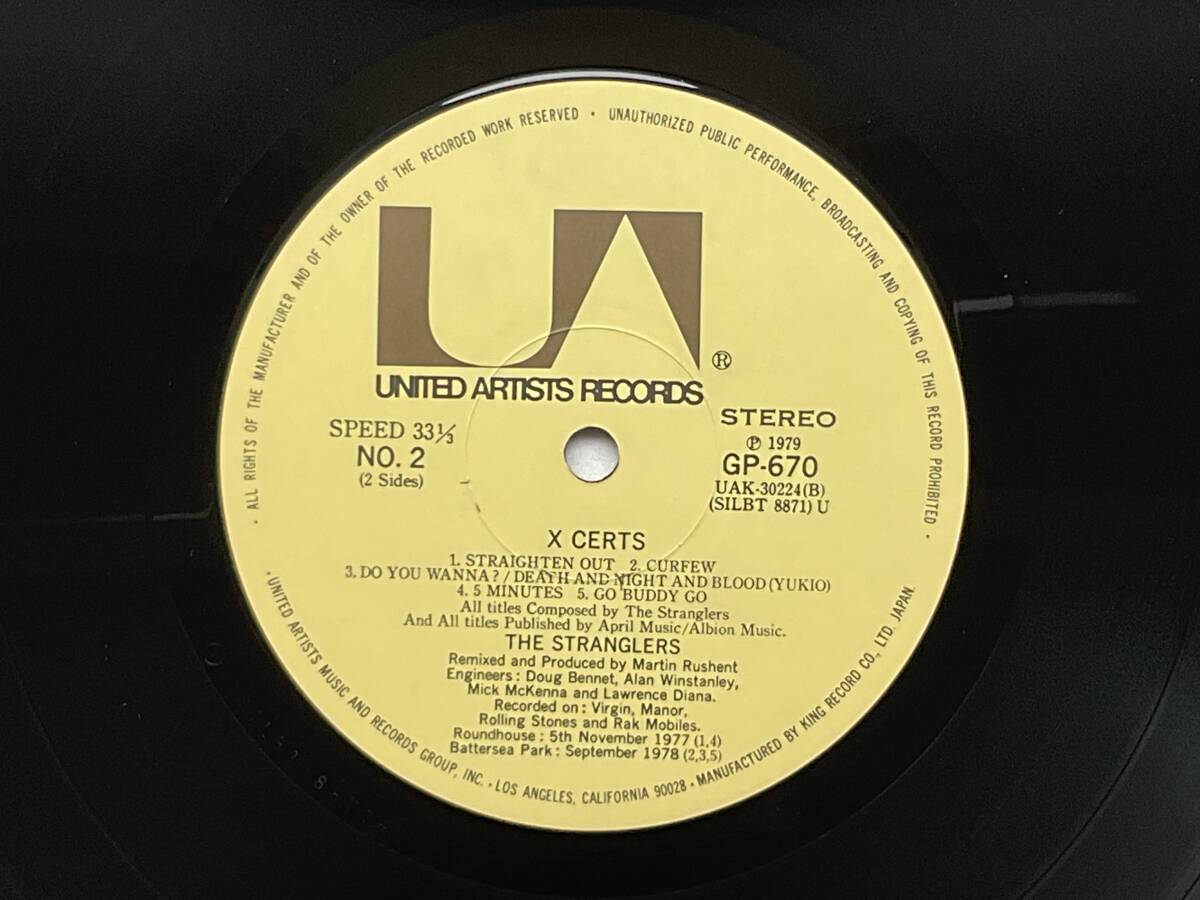 · ALL RIGHTS OF THE MANUFACTURER AND OF THE OWNER OF THE RECORDED WORK RESERVED · UNAUTHORIZED PUBLIC PERFORMANCE, BROADCASTING AND COPYING OF THIS RECORD PROHIBITED ·
UA
®
UNITED ARTISTS RECORDS
SPEED 33⅓
NO. 2
(2 Sides)
STEREO
℗ 1979
GP-670
UAK-30224(B)
(SILBT 8871) U
X CERTS
1. STRAIGHTEN OUT 2. CURFEW
3. DO YOU WANNA? / DEATH AND NIGHT AND BLOOD (YUKIO)
4. 5 MINUTES 5. GO BUDDY GO
All titles Composed by The Stranglers
And All titles Published by April Music/Albion Music.
THE STRANGLERS
Remixed and Produced by Martin Rushent
Engineers : Doug Bennet, Alan Winstanley,
Mick McKenna and Lawrence Diana.
Recorded on : Virgin, Manor,
Rolling Stones and Rak Mobiles.
Roundhouse : 5th November 1977 (1,4)
Battersea Park : September 1978 (2,3,5)
· UNITED ARTISTS MUSIC AND RECORDS GROUP, INC. · LOS ANGELES, CALIFORNIA 90028 · MANUFACTURED BY KING RECORD CO., LTD. JAPAN.